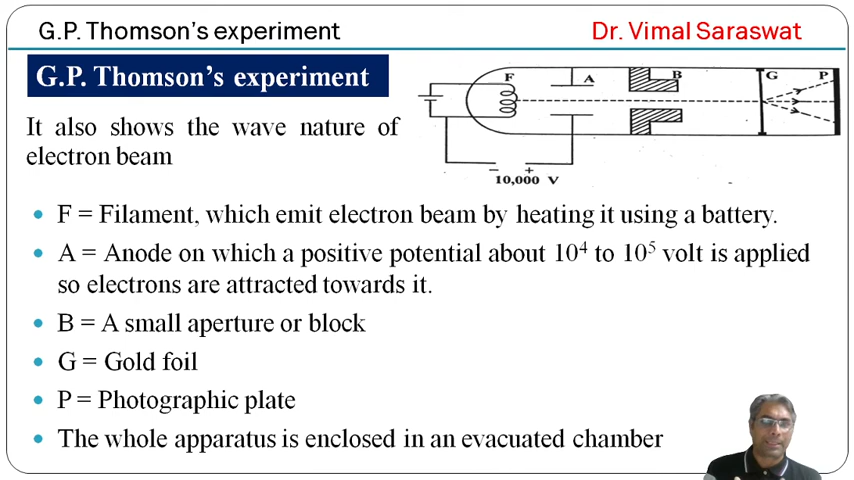 G.P. Thomson's experiment
Dr. Vimal Saraswat
G.P. Thomson's experiment
It also shows the wave nature of
electron beam
F
A
B
G
P
− +
10,000 V
• F = Filament, which emit electron beam by heating it using a battery.
• A = Anode on which a positive potential about 10⁴ to 10⁵ volt is applied
so electrons are attracted towards it.
• B = A small aperture or block
• G = Gold foil
• P = Photographic plate
• The whole apparatus is enclosed in an evacuated chamber